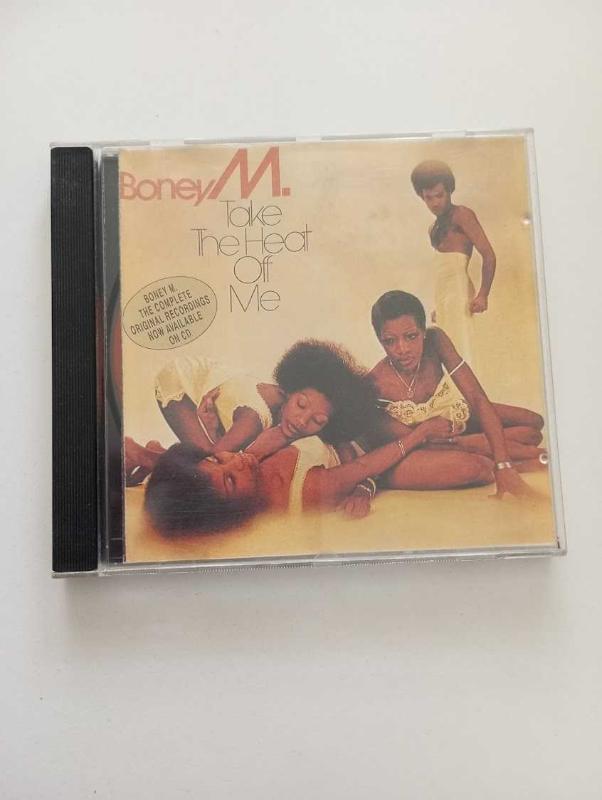 Boney M.
Take
The Heat
Off
Me
BONEY M.
THE COMPLETE
ORIGINAL RECORDINGS
NOW AVAILABLE
ON CD